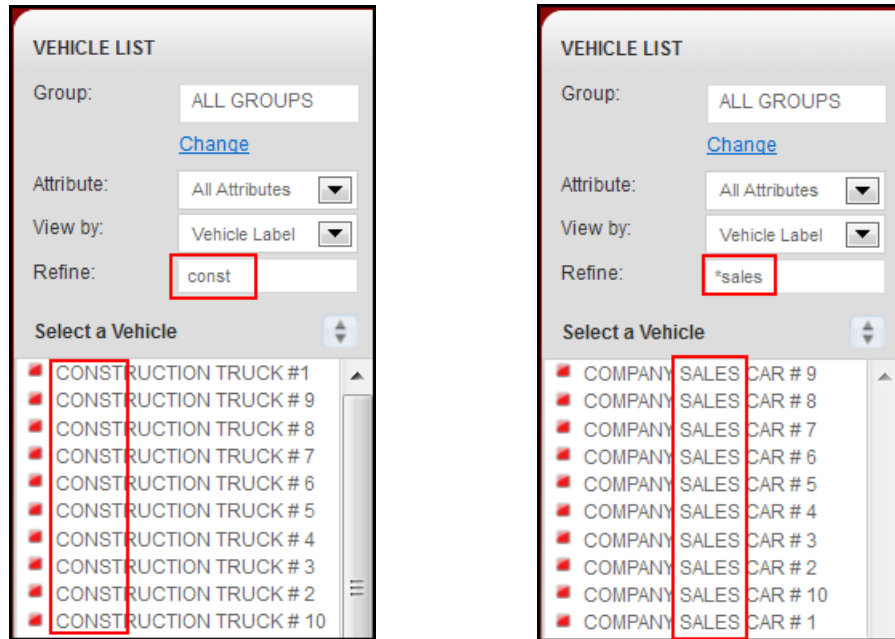 VEHICLE LIST
Group: ALL GROUPS
Change
Attribute: All Attributes
View by: Vehicle Label
Refine: const
Select a Vehicle
CONSTRUCTION TRUCK #1
CONSTRUCTION TRUCK # 9
CONSTRUCTION TRUCK # 8
CONSTRUCTION TRUCK # 7
CONSTRUCTION TRUCK # 6
CONSTRUCTION TRUCK # 5
CONSTRUCTION TRUCK # 4
CONSTRUCTION TRUCK # 3
CONSTRUCTION TRUCK # 2
CONSTRUCTION TRUCK # 10
VEHICLE LIST
Group: ALL GROUPS
Change
Attribute: All Attributes
View by: Vehicle Label
Refine: *sales
Select a Vehicle
COMPANY SALES CAR # 9
COMPANY SALES CAR # 8
COMPANY SALES CAR # 7
COMPANY SALES CAR # 6
COMPANY SALES CAR # 5
COMPANY SALES CAR # 4
COMPANY SALES CAR # 3
COMPANY SALES CAR # 2
COMPANY SALES CAR # 10
COMPANY SALES CAR # 1